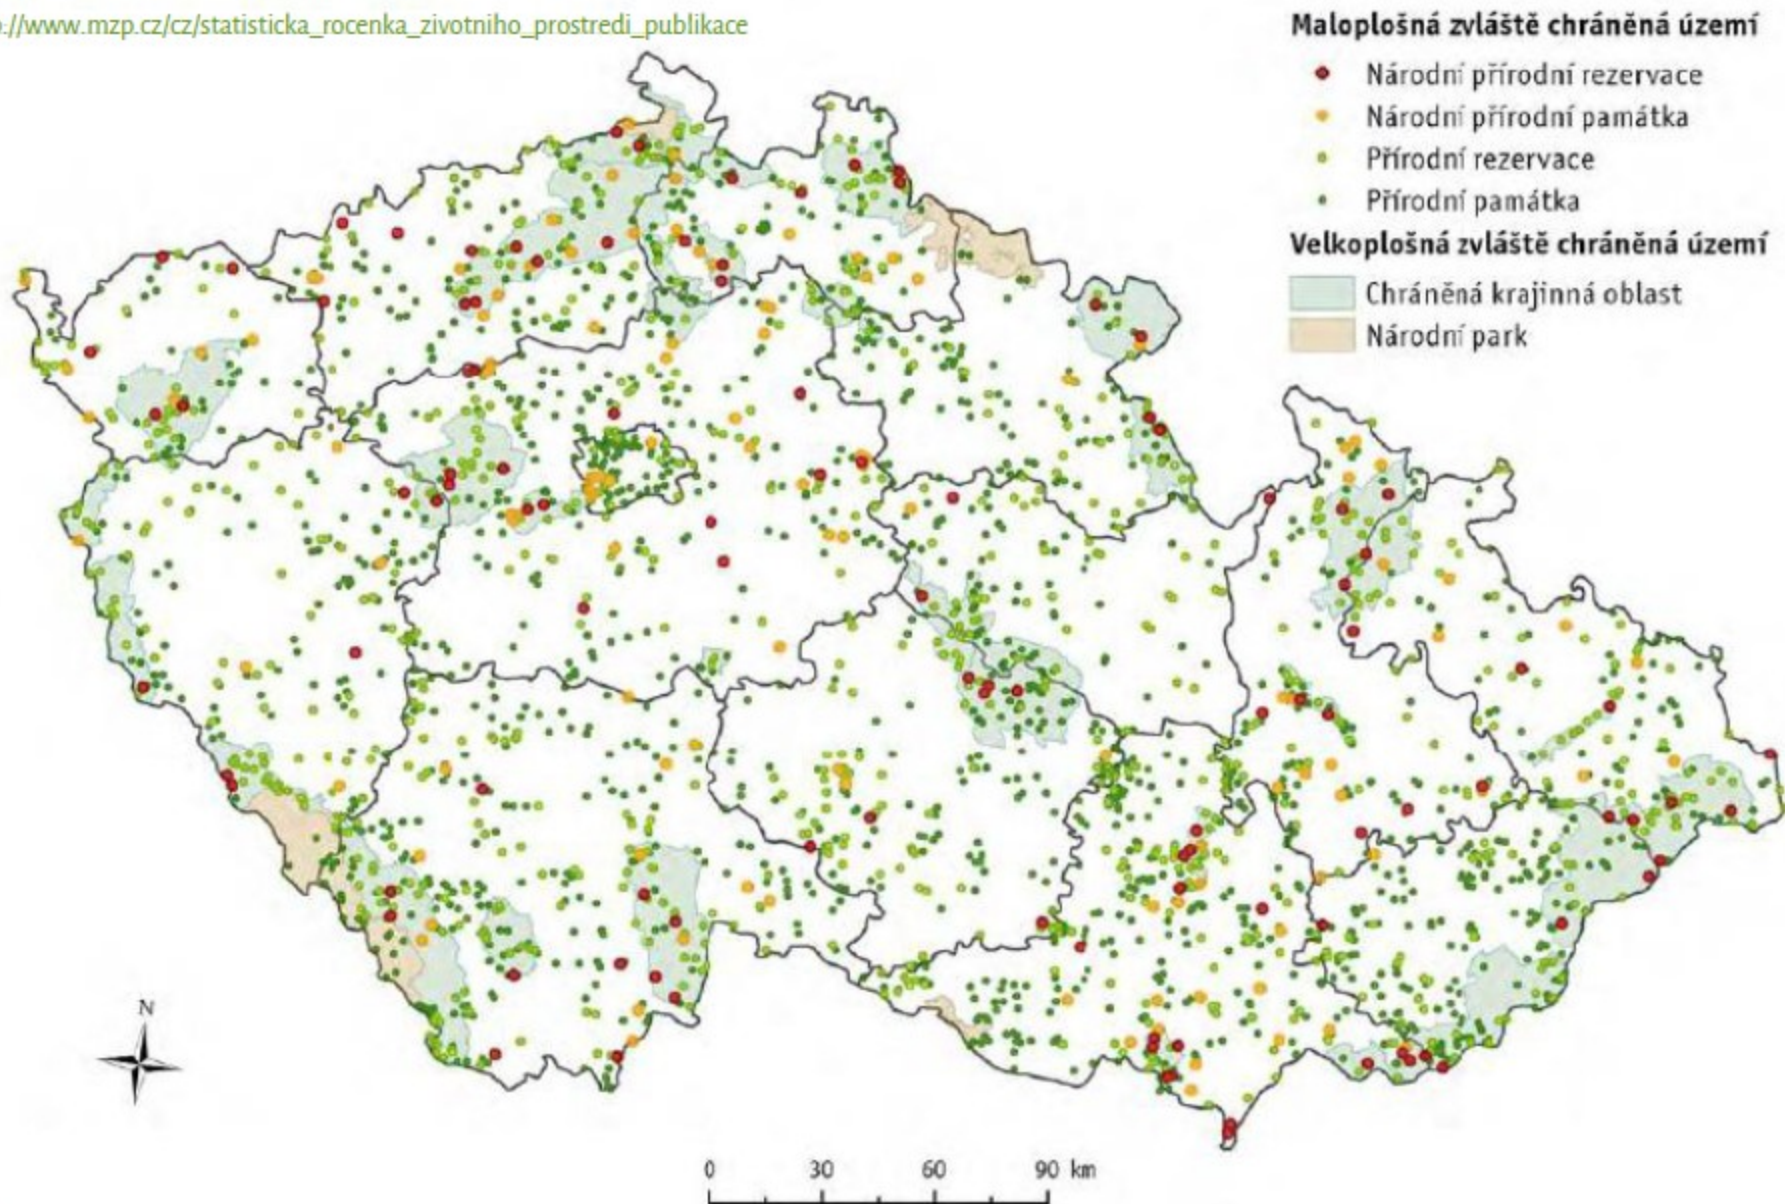 ://www.mzp.cz/cz/statisticka_rocenka_zivotniho_prostredi_publikace
Maloplošná zvláště chráněná území
Národní přírodní rezervace
Národní přírodní památka
Přírodní rezervace
Přírodní památka
Velkoplošná zvláště chráněná území
Chráněná krajinná oblast
Národní park
N
0 30 60 90 km